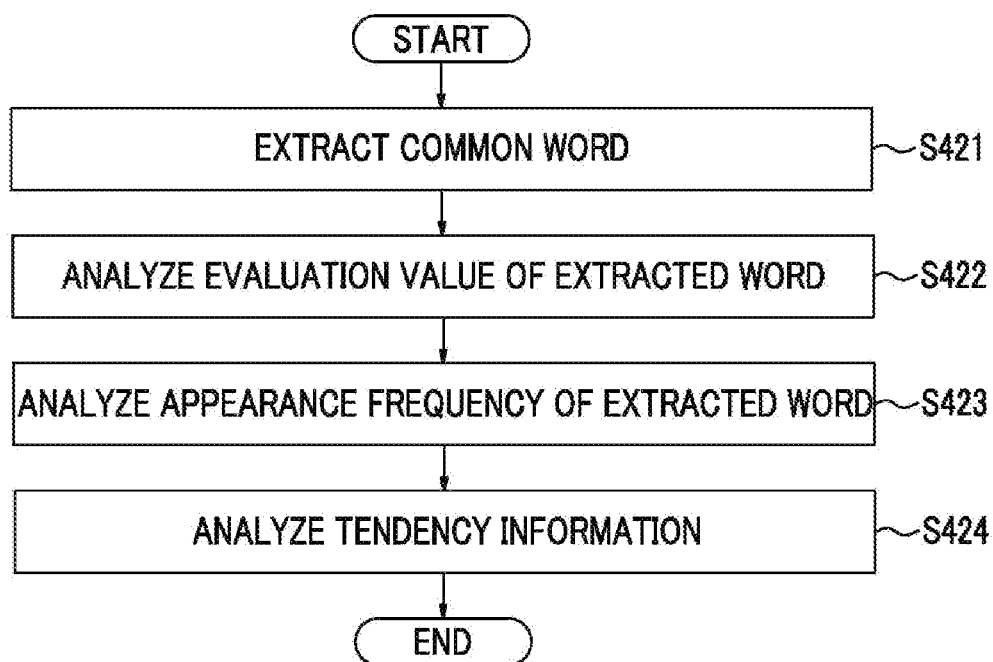 START
EXTRACT COMMON WORD
S421
ANALYZE EVALUATION VALUE OF EXTRACTED WORD
S422
ANALYZE APPEARANCE FREQUENCY OF EXTRACTED WORD
S423
ANALYZE TENDENCY INFORMATION
S424
END